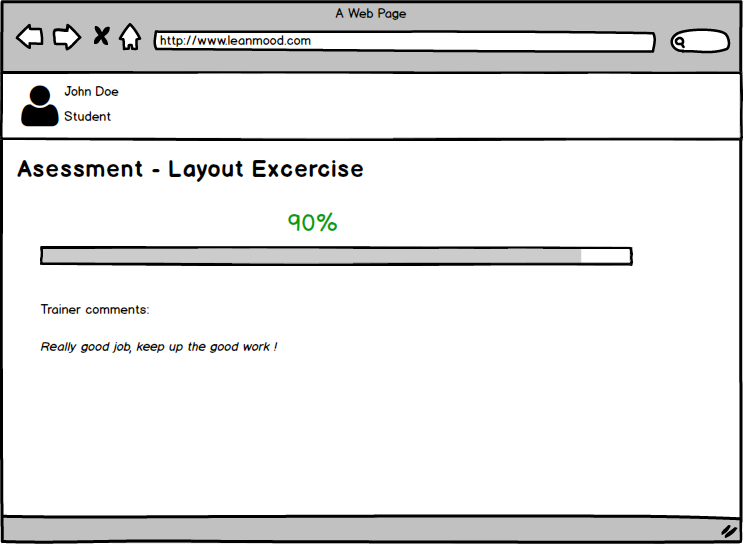 A Web Page
http://www.leanmood.com
John Doe
Student
Asessment - Layout Excercise
90%
Trainer comments:
Really good job, keep up the good work !